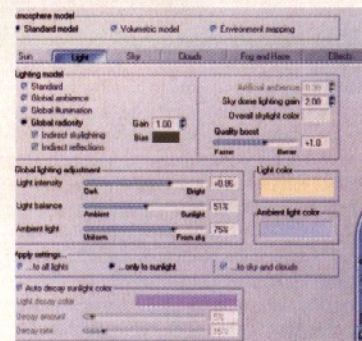 Atmosphere model
Standard model Volumetric model Environment mapping
Sun Light Sky Clouds Fog and Haze Effects
Lighting model
Standard
Global ambience
Global illumination
Global radiosity
Indirect skylighting
Indirect reflections
Gain 1.00
Bias
Artificial ambience 0.39
Sky dome lighting gain 2.00
Overall skylight color
Quality boost
+1.0
Faster Better
Global lighting adjustment
Light intensity +0.86
Dark Bright
Light balance 51%
Ambient Sunlight
Ambient light 75%
Uniform From sky
Light color
Ambient light color
Apply settings...
...to all lights ...only to sunlight ...to sky and clouds
Auto decay sunlight color
Light decay color
Decay amount 5%
Decay rate 15%